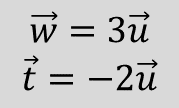 w⃗ = 3u⃗
t⃗ = −2u⃗